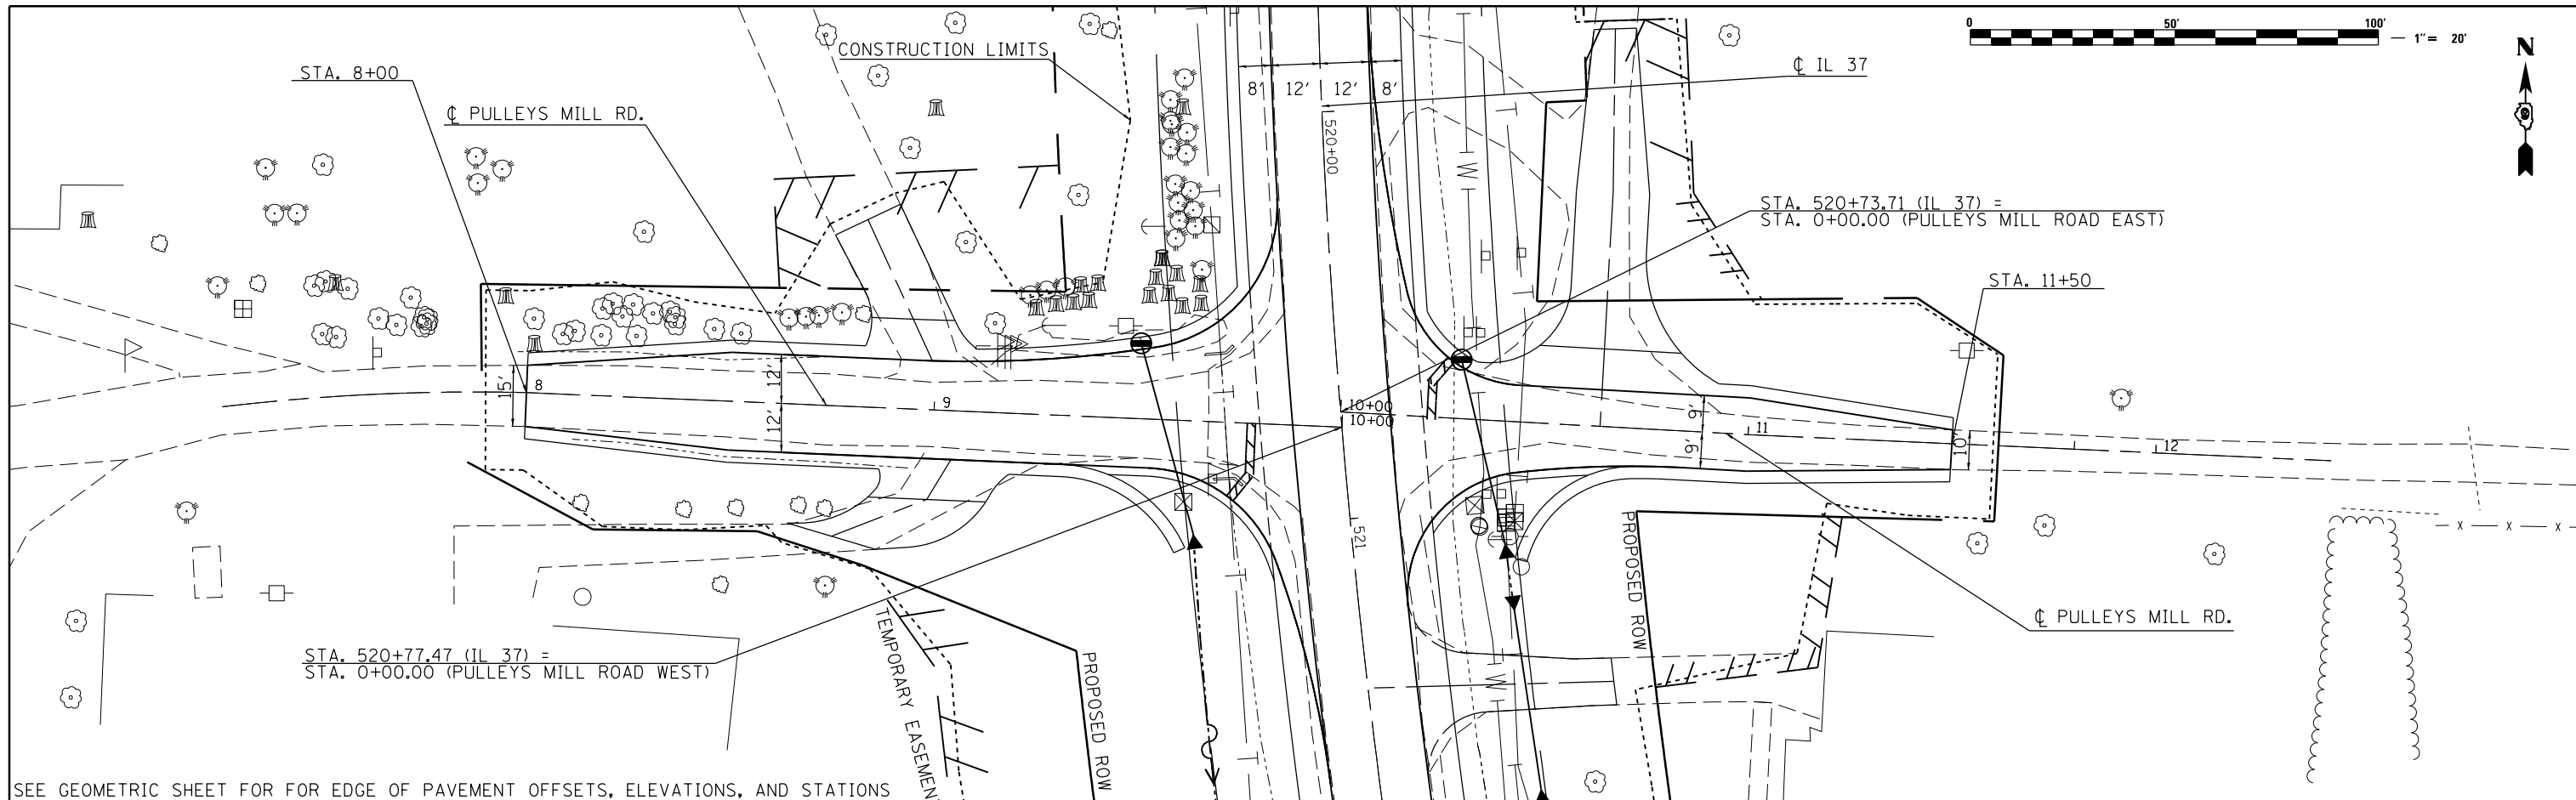 0 50' 100'
1"= 20'
N
CONSTRUCTION LIMITS
STA. 8+00
℄ PULLEYS MILL RD.
℄ IL 37
8' 12' 12' 8'
520+00
STA. 520+73.71 (IL 37) =
STA. 0+00.00 (PULLEYS MILL ROAD EAST)
STA. 11+50
15'
8
12'
12'
9
10+00
10+00
9'
9'
11
10'
12
521
PROPOSED ROW
℄ PULLEYS MILL RD.
STA. 520+77.47 (IL 37) =
STA. 0+00.00 (PULLEYS MILL ROAD WEST)
TEMPORARY EASEMENT
PROPOSED ROW
X X X
W
W
SEE GEOMETRIC SHEET FOR FOR EDGE OF PAVEMENT OFFSETS, ELEVATIONS, AND STATIONS